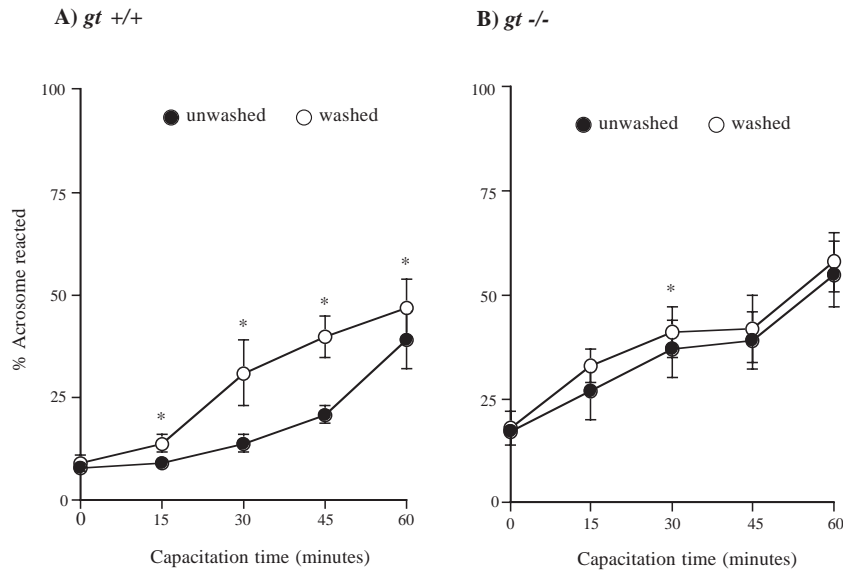 A) gt +/+
B) gt -/-
100
75
50
25
0
% Acrosome reacted
unwashed washed
*
*
*
*
0 15 30 45 60
Capacitation time (minutes)
100
75
50
25
0
unwashed washed
*
0 15 30 45 60
Capacitation time (minutes)